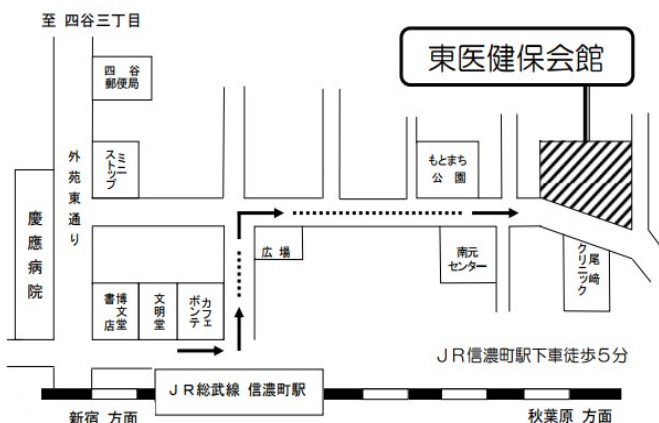 至 四谷三丁目
東医健保会館
四谷
郵便局
ミニ
ストップ
外苑東通り
慶應病院
もとまち
公園
広場
南元
センター
尾﨑
クリニック
博文堂
書店
文明堂
カフェ
ボンテ
JR信濃町駅下車徒歩5分
JR総武線 信濃町駅
新宿 方面
秋葉原 方面